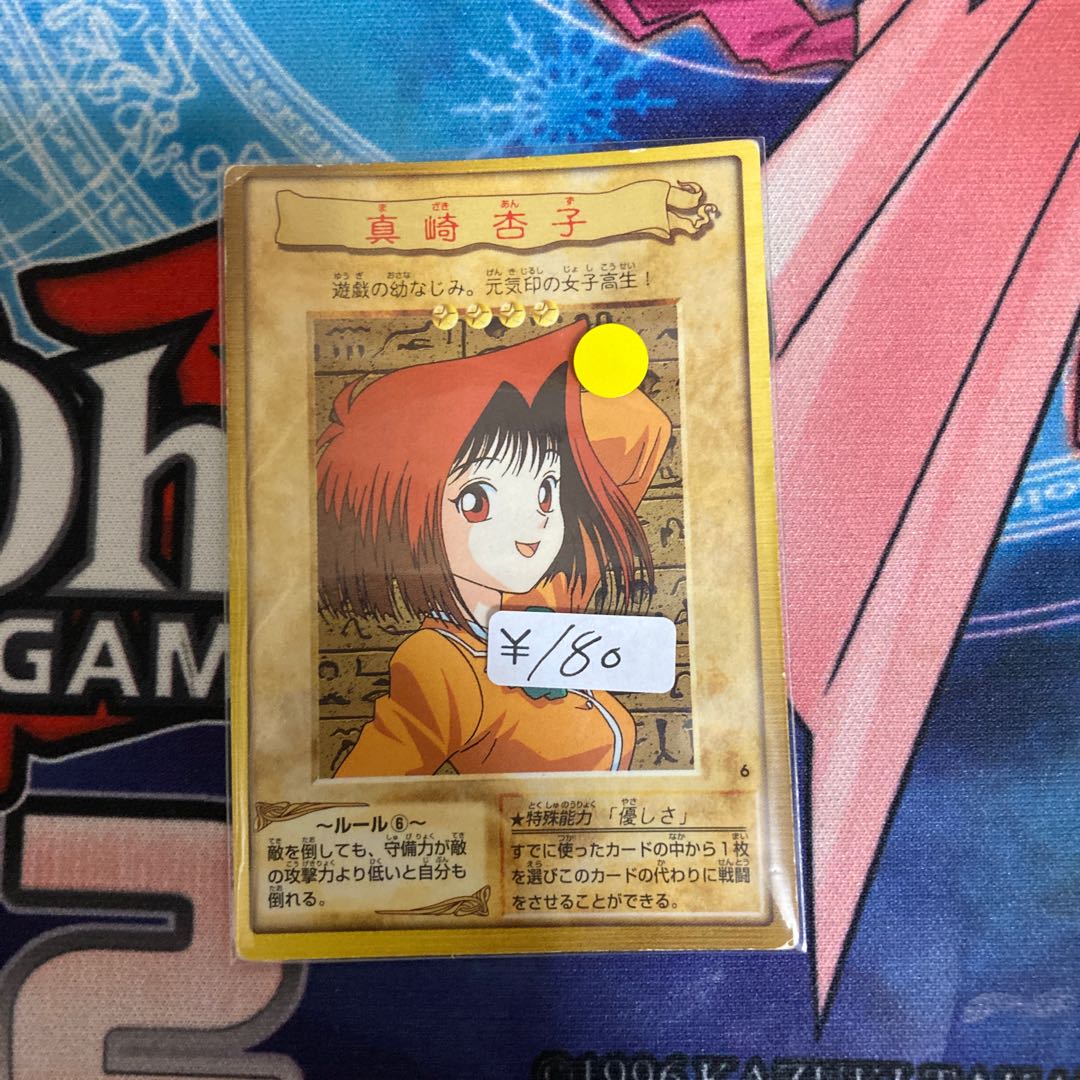 Oh
GAM
2
真崎杏子
遊戯の幼なじみ。元気印の女子高生!
¥180
6
～ルール⑥～
敵を倒しても、守備力が敵
の攻撃力より低いと自分も
倒れる。
★特殊能力「優しさ」
すでに使ったカードの中から1枚
を選びこのカードの代わりに戦闘
をさせることができる。
©1996 KAZUKI TAKA